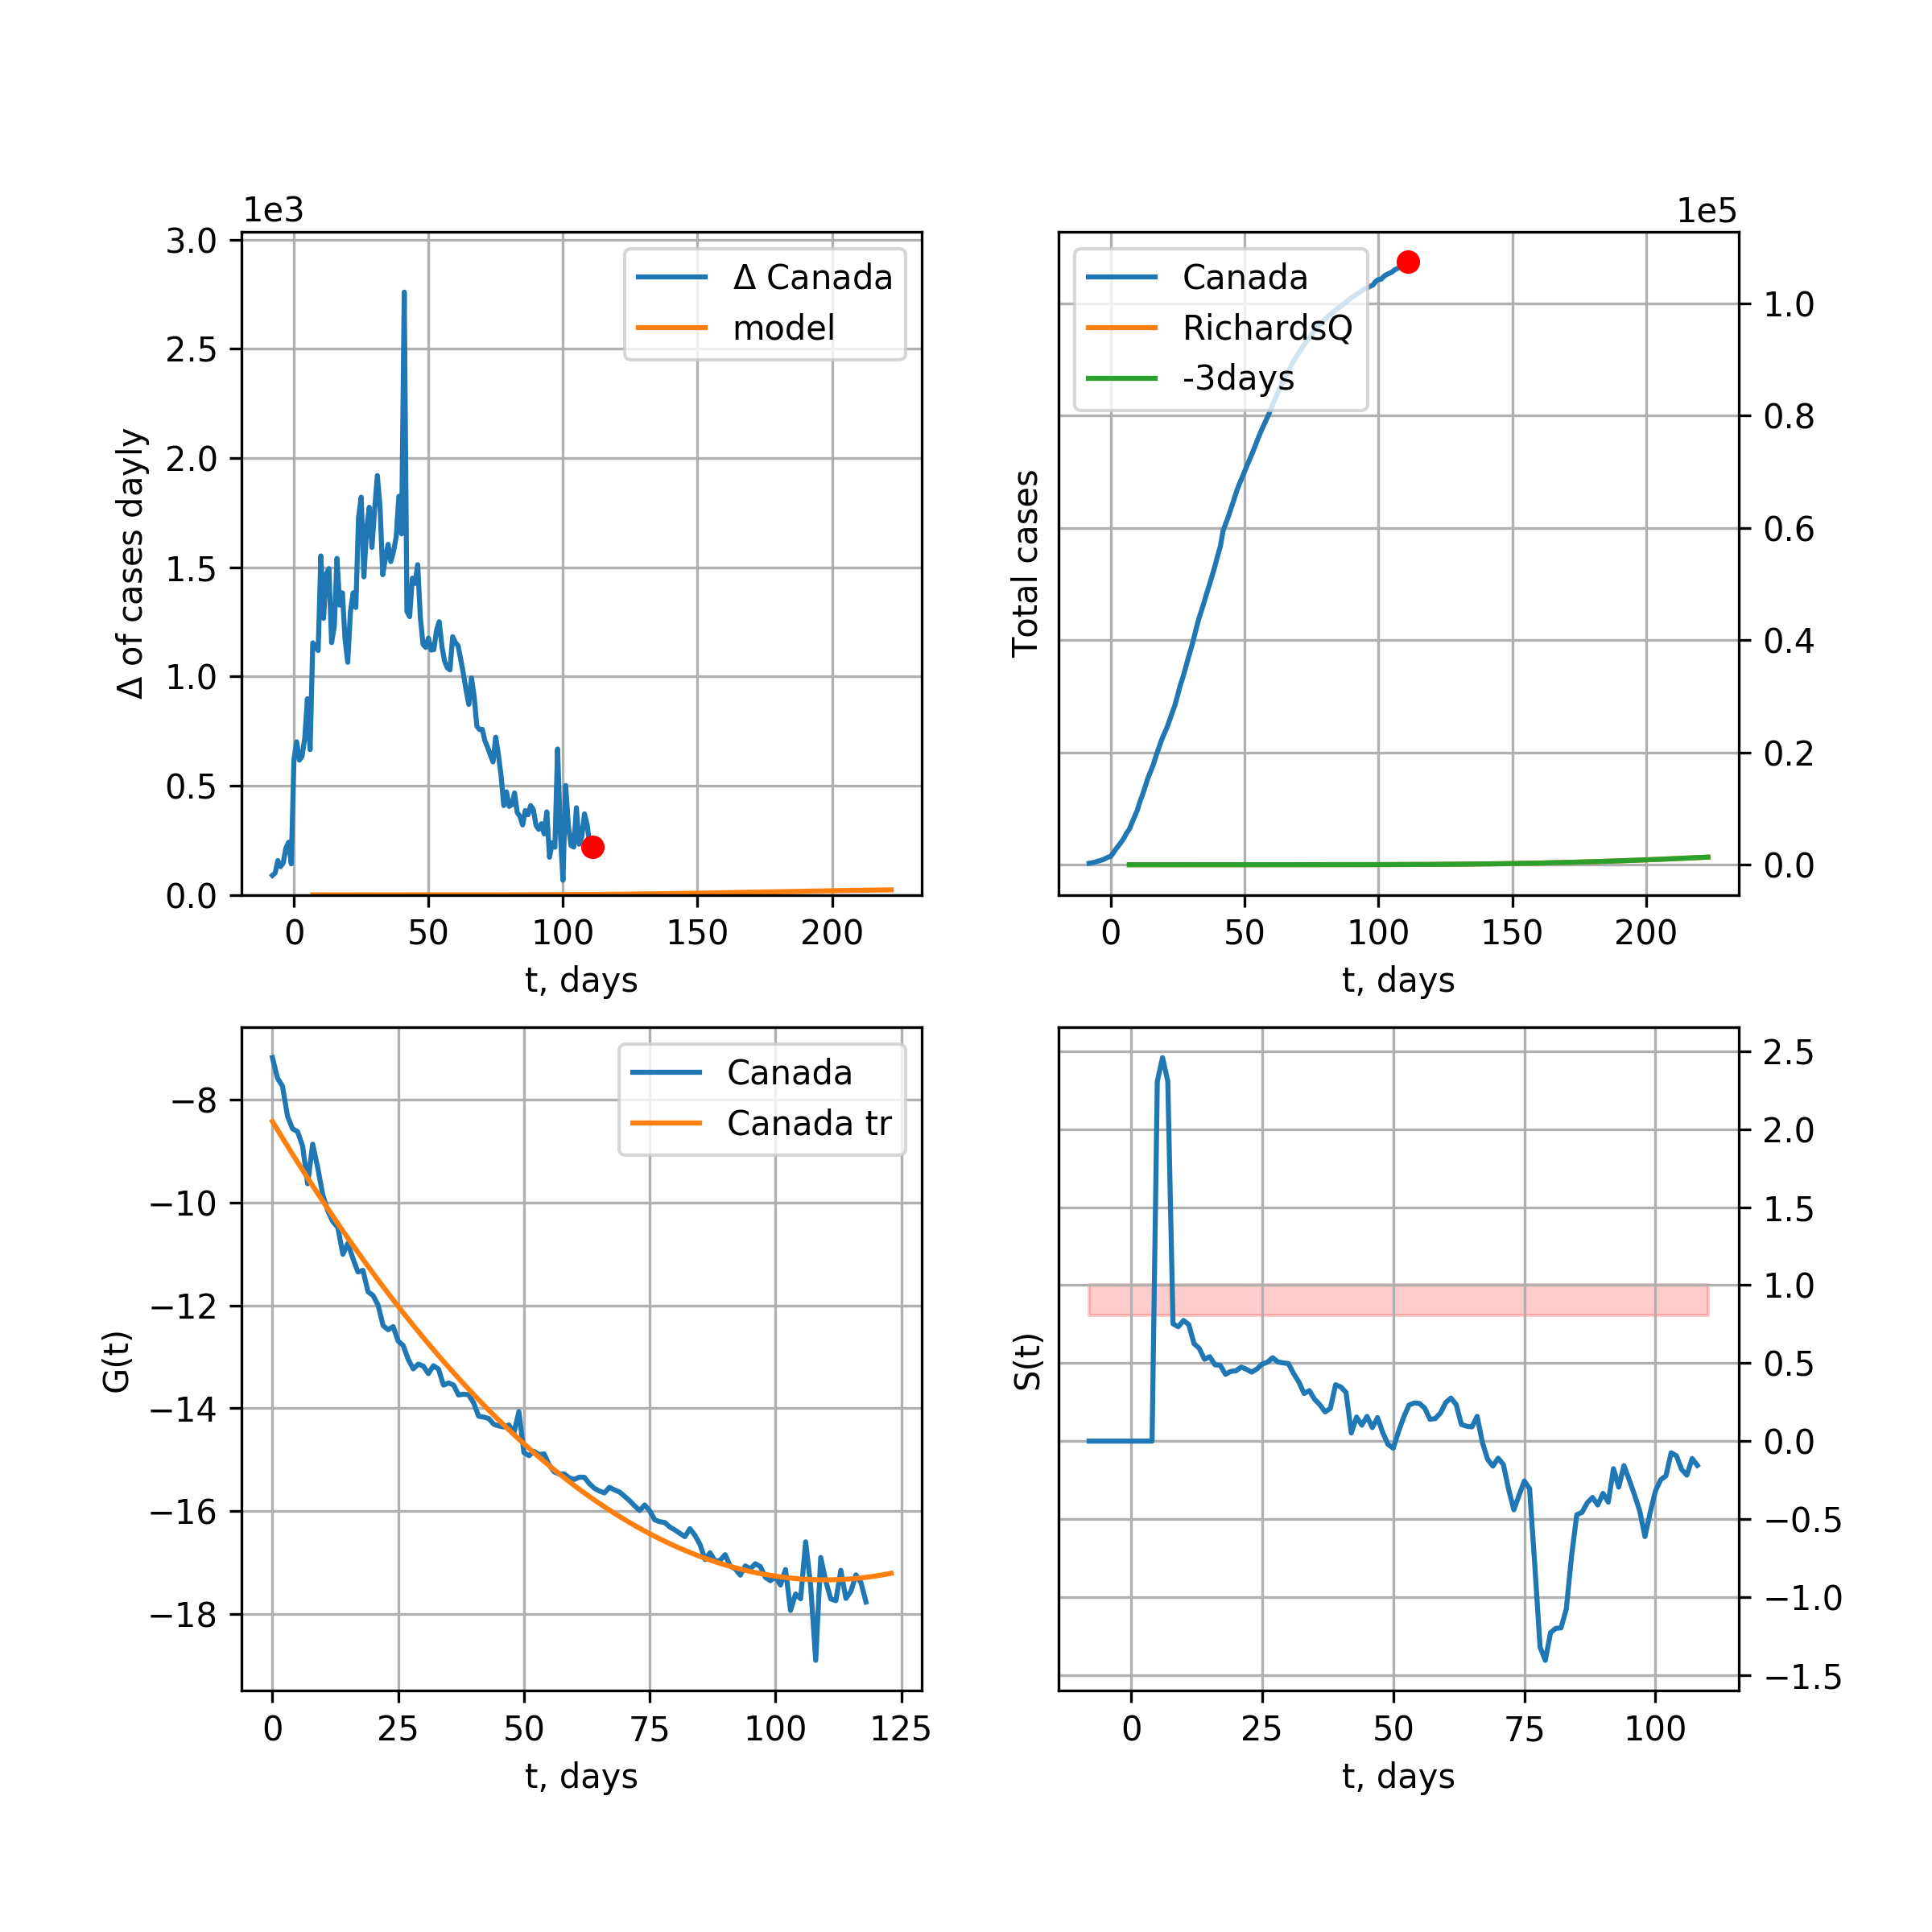 1e3
3.0
2.5
2.0
1.5
1.0
0.5
0.0
Δ of cases dayly
Δ Canada
model
0 50 100 150 200
t, days
1e5
Canada
RichardsQ
-3days
Total cases
1.0
0.8
0.6
0.4
0.2
0.0
0 50 100 150 200
t, days
Canada
Canada tr
G(t)
−8
−10
−12
−14
−16
−18
0 25 50 75 100 125
t, days
S(t)
2.5
2.0
1.5
1.0
0.5
0.0
−0.5
−1.0
−1.5
0 25 50 75 100
t, days